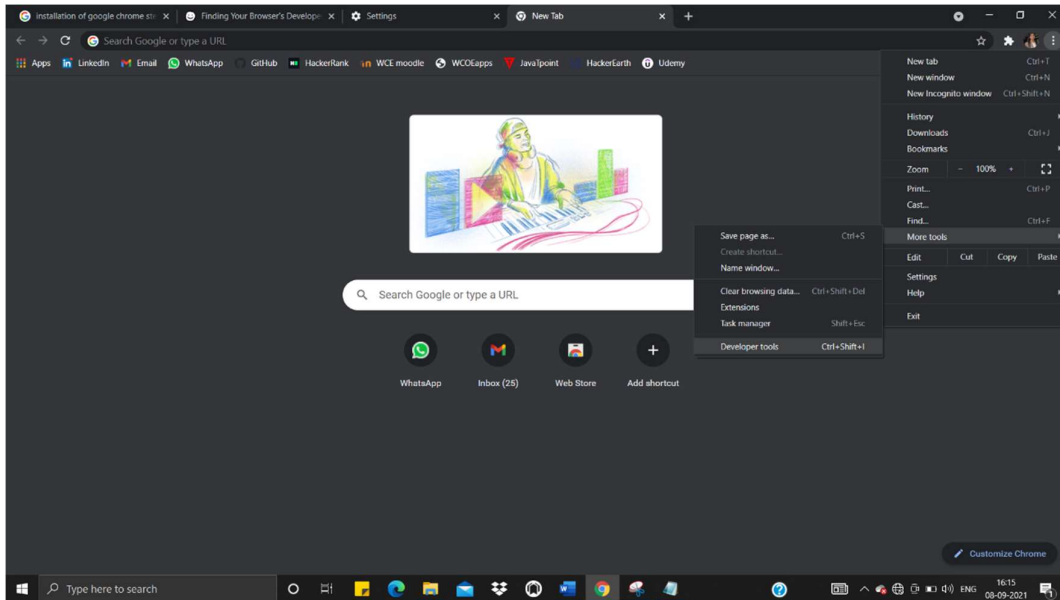 installation of google chrome ste
Finding Your Browser's Develope
Settings
New Tab
Search Google or type a URL
Apps LinkedIn Email WhatsApp GitHub HackerRank WCE moodle WCOEapps JavaTpoint HackerEarth Udemy
New tab Ctrl+T
New window Ctrl+N
New Incognito window Ctrl+Shift+N
History
Downloads Ctrl+J
Bookmarks
Zoom - 100% +
Print... Ctrl+P
Cast...
Find... Ctrl+F
More tools
Edit Cut Copy Paste
Settings
Help
Exit
Save page as... Ctrl+S
Create shortcut...
Name window...
Clear browsing data... Ctrl+Shift+Del
Extensions
Task manager Shift+Esc
Developer tools Ctrl+Shift+I
Search Google or type a URL
WhatsApp Inbox (25) Web Store Add shortcut
Customize Chrome
Type here to search
ENG
16:15
08-09-2021